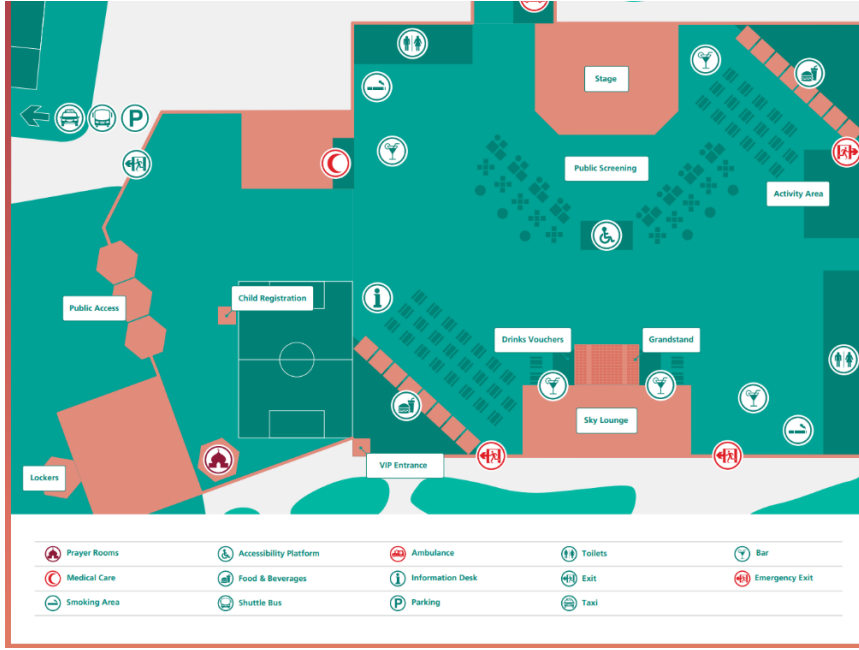 Stage
P
Public Screening
Activity Area
Child Registration
Public Access
Drinks Vouchers
Grandstand
Sky Lounge
VIP Entrance
Lockers
Prayer Rooms
Accessibility Platform
Ambulance
Toilets
Bar
Medical Care
Food & Beverages
Information Desk
Exit
Emergency Exit
Smoking Area
Shuttle Bus
P
Parking
Taxi